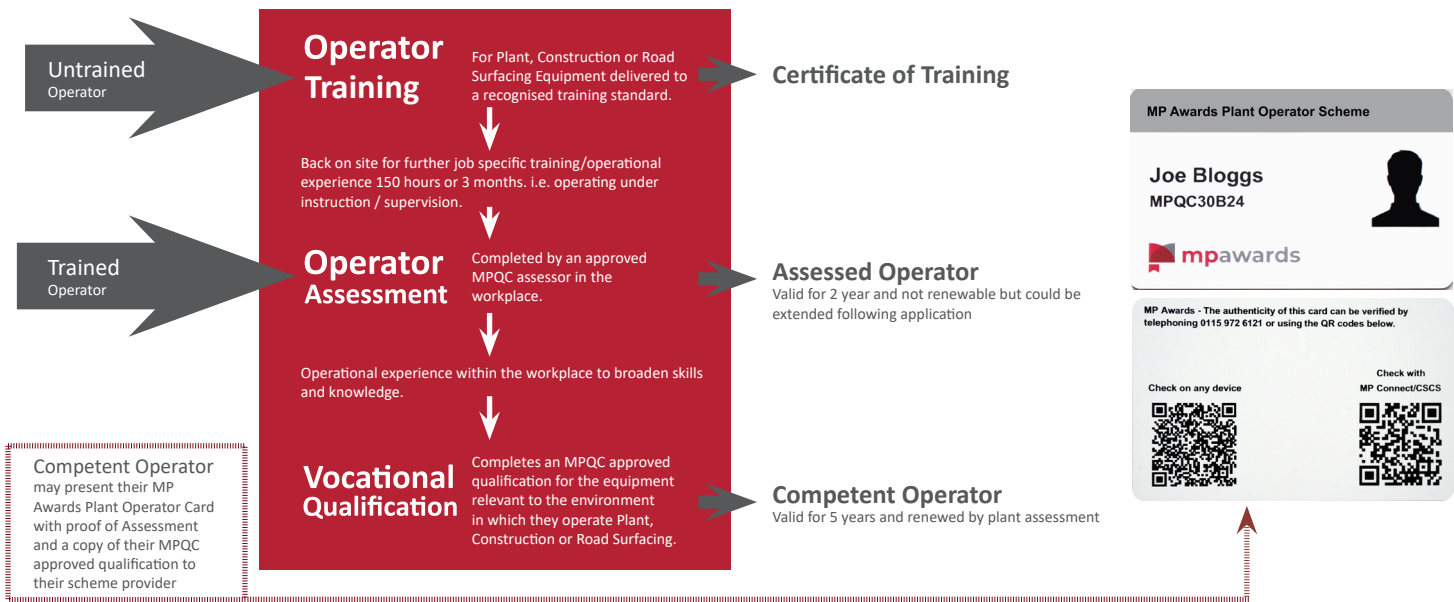 Untrained
Operator
Operator
Training
For Plant, Construction or Road
Surfacing Equipment delivered to
a recognised training standard.
Certificate of Training
Back on site for further job specific training/operational
experience 150 hours or 3 months. i.e. operating under
instruction / supervision.
Trained
Operator
Operator
Assessment
Completed by an approved
MPQC assessor in the
workplace.
Assessed Operator
Valid for 2 year and not renewable but could be
extended following application
Operational experience within the workplace to broaden skills
and knowledge.
Vocational
Qualification
Completes an MPQC approved
qualification for the equipment
relevant to the environment
in which they operate Plant,
Construction or Road Surfacing.
Competent Operator
Valid for 5 years and renewed by plant assessment
Competent Operator
may present their MP
Awards Plant Operator Card
with proof of Assessment
and a copy of their MPQC
approved qualification to
their scheme provider
MP Awards Plant Operator Scheme
Joe Bloggs
MPQC30B24
mpawards
MP Awards - The authenticity of this card can be verified by
telephoning 0115 972 6121 or using the QR codes below.
Check on any device
Check with
MP Connect/CSCS